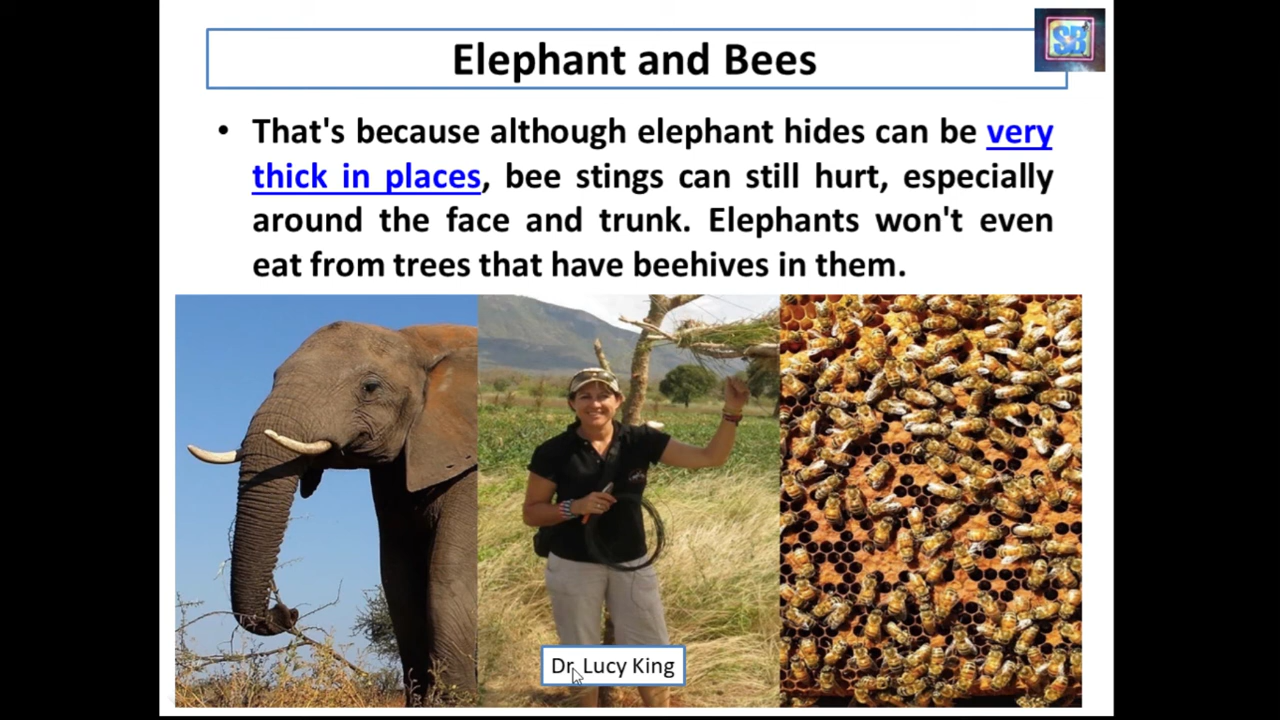 SB
Elephant and Bees
• That's because although elephant hides can be very
thick in places, bee stings can still hurt, especially
around the face and trunk. Elephants won't even
eat from trees that have beehives in them.
Dr. Lucy King